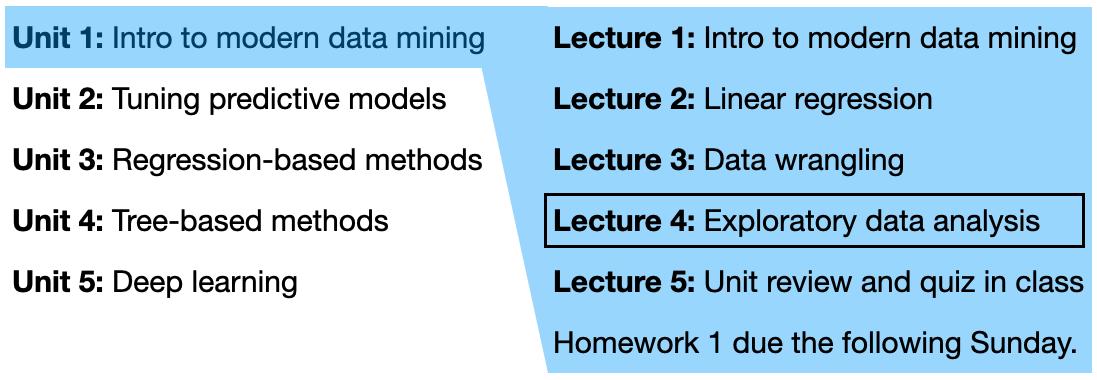 Unit 1: Intro to modern data mining
Unit 2: Tuning predictive models
Unit 3: Regression-based methods
Unit 4: Tree-based methods
Unit 5: Deep learning
Lecture 1: Intro to modern data mining
Lecture 2: Linear regression
Lecture 3: Data wrangling
Lecture 4: Exploratory data analysis
Lecture 5: Unit review and quiz in class
Homework 1 due the following Sunday.